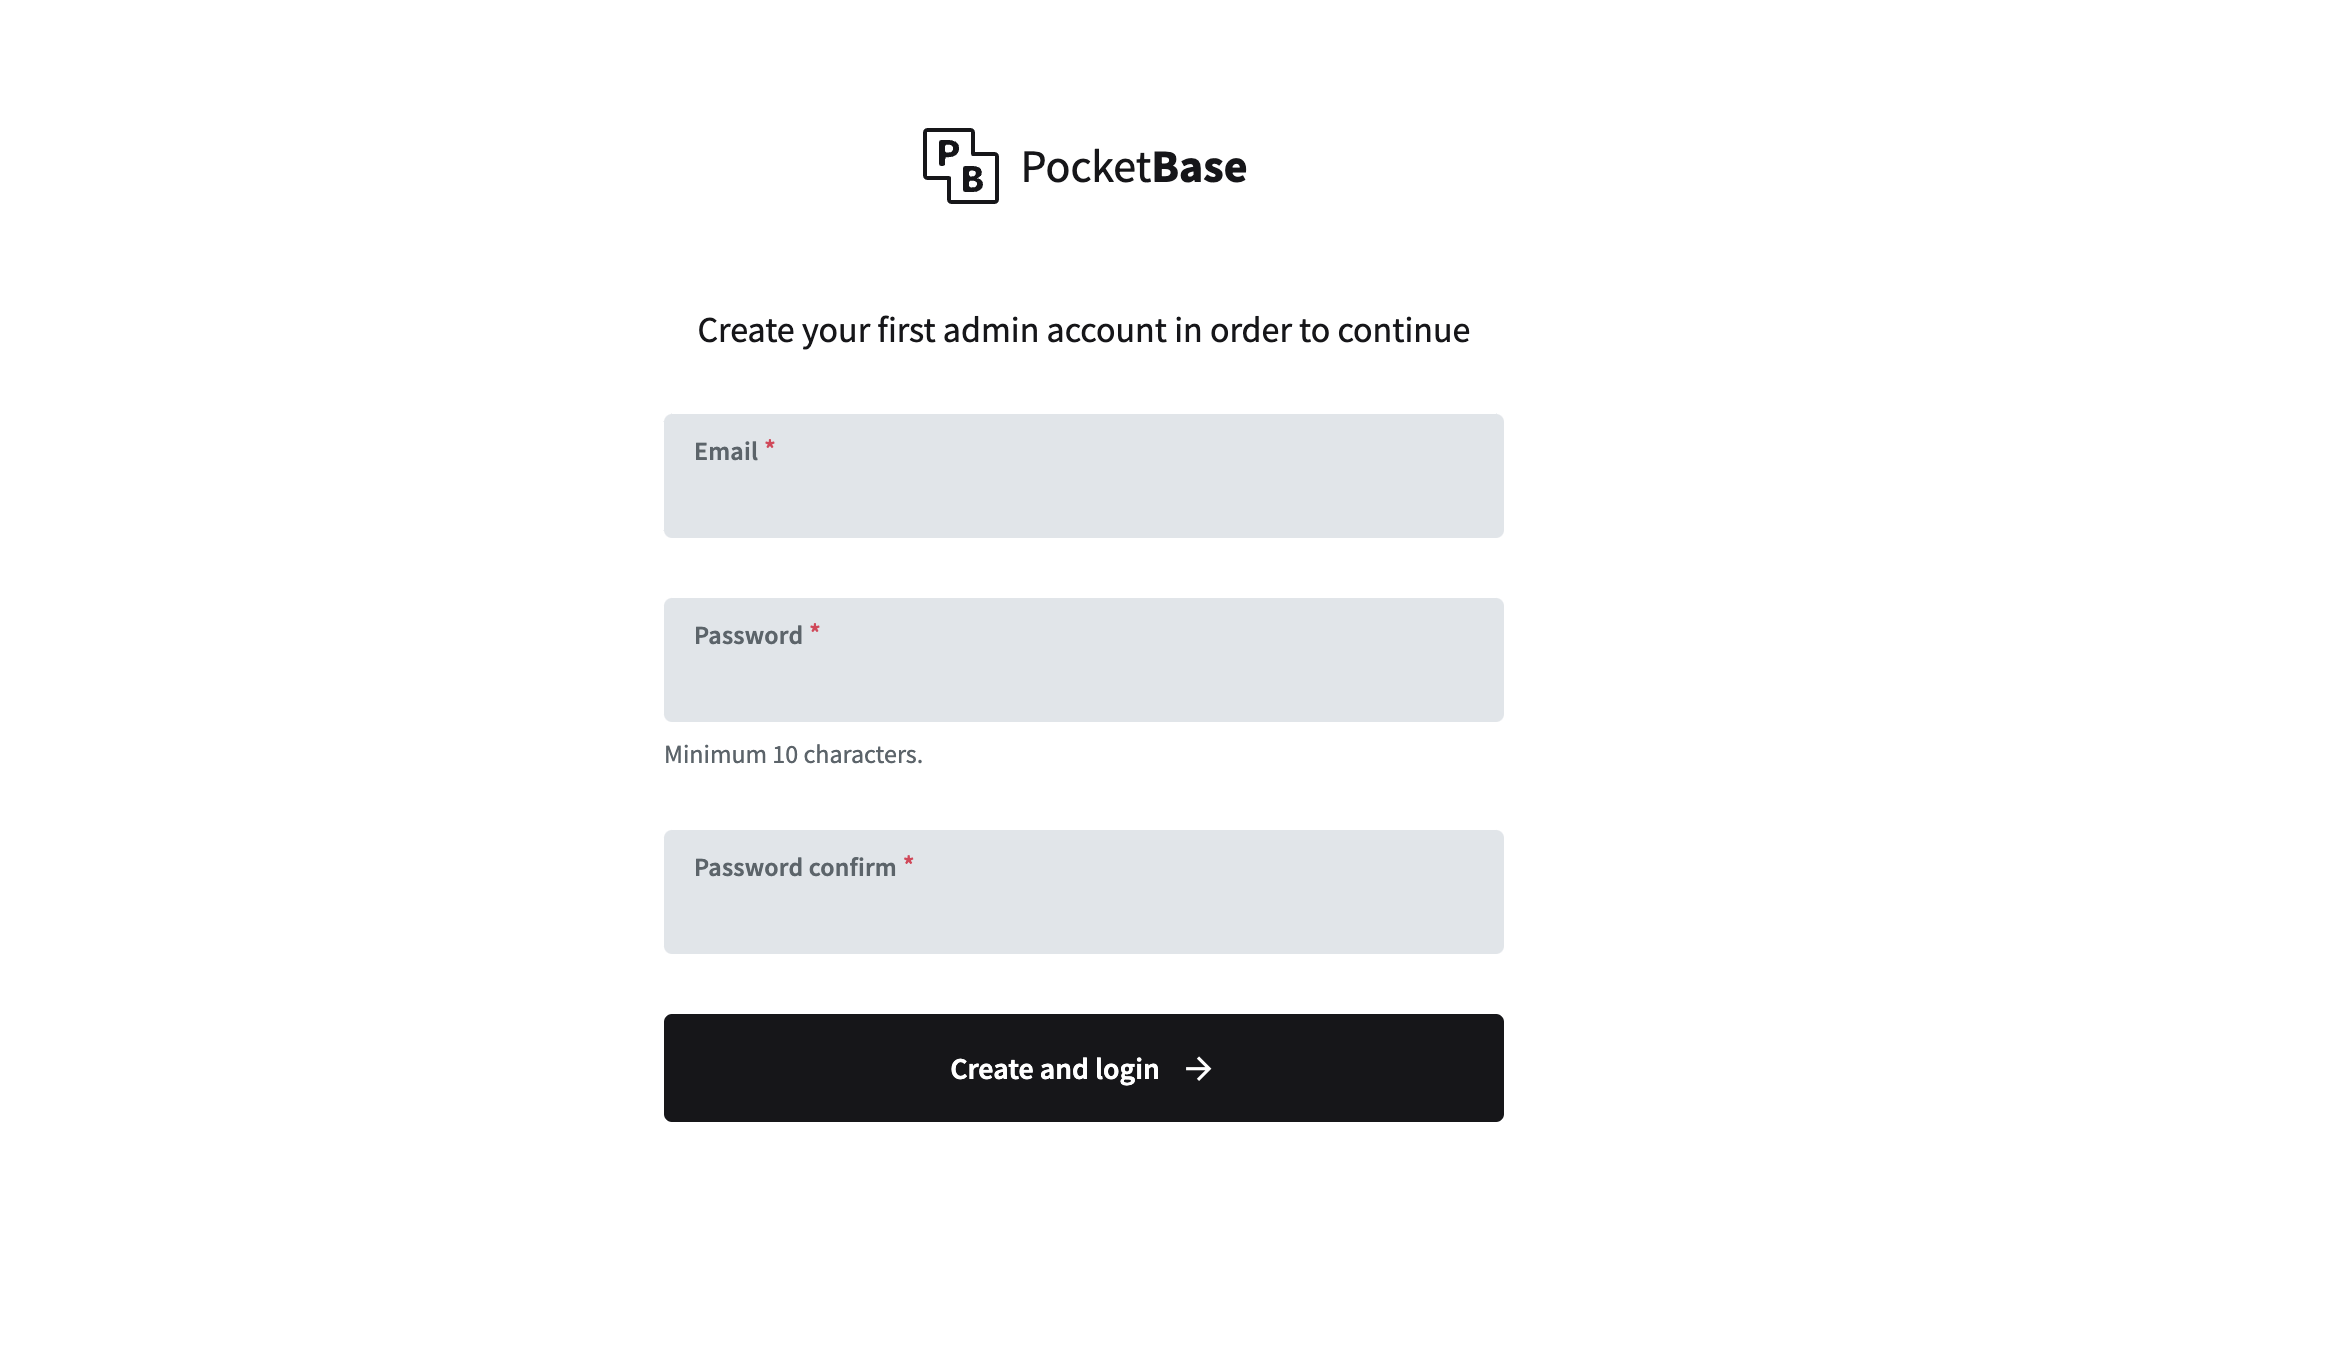 P
B
PocketBase
Create your first admin account in order to continue
Email *
Password *
Minimum 10 characters.
Password confirm *
Create and login